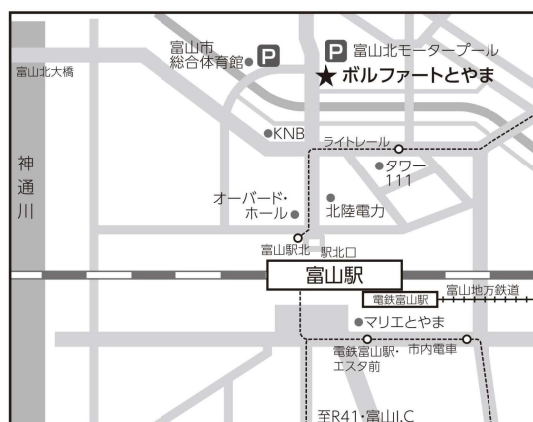 富山市
総合体育館
P
P
富山北モータープール
★ボルファートとやま
富山北大橋
KNB
ライトレール
タワー
111
神通川
オーバード・
ホール
北陸電力
富山駅北
駅北口
富山駅
電鉄富山駅
富山地方鉄道
マリエとやま
電鉄富山駅・
エスタ前
市内電車
至R41・富山I.C